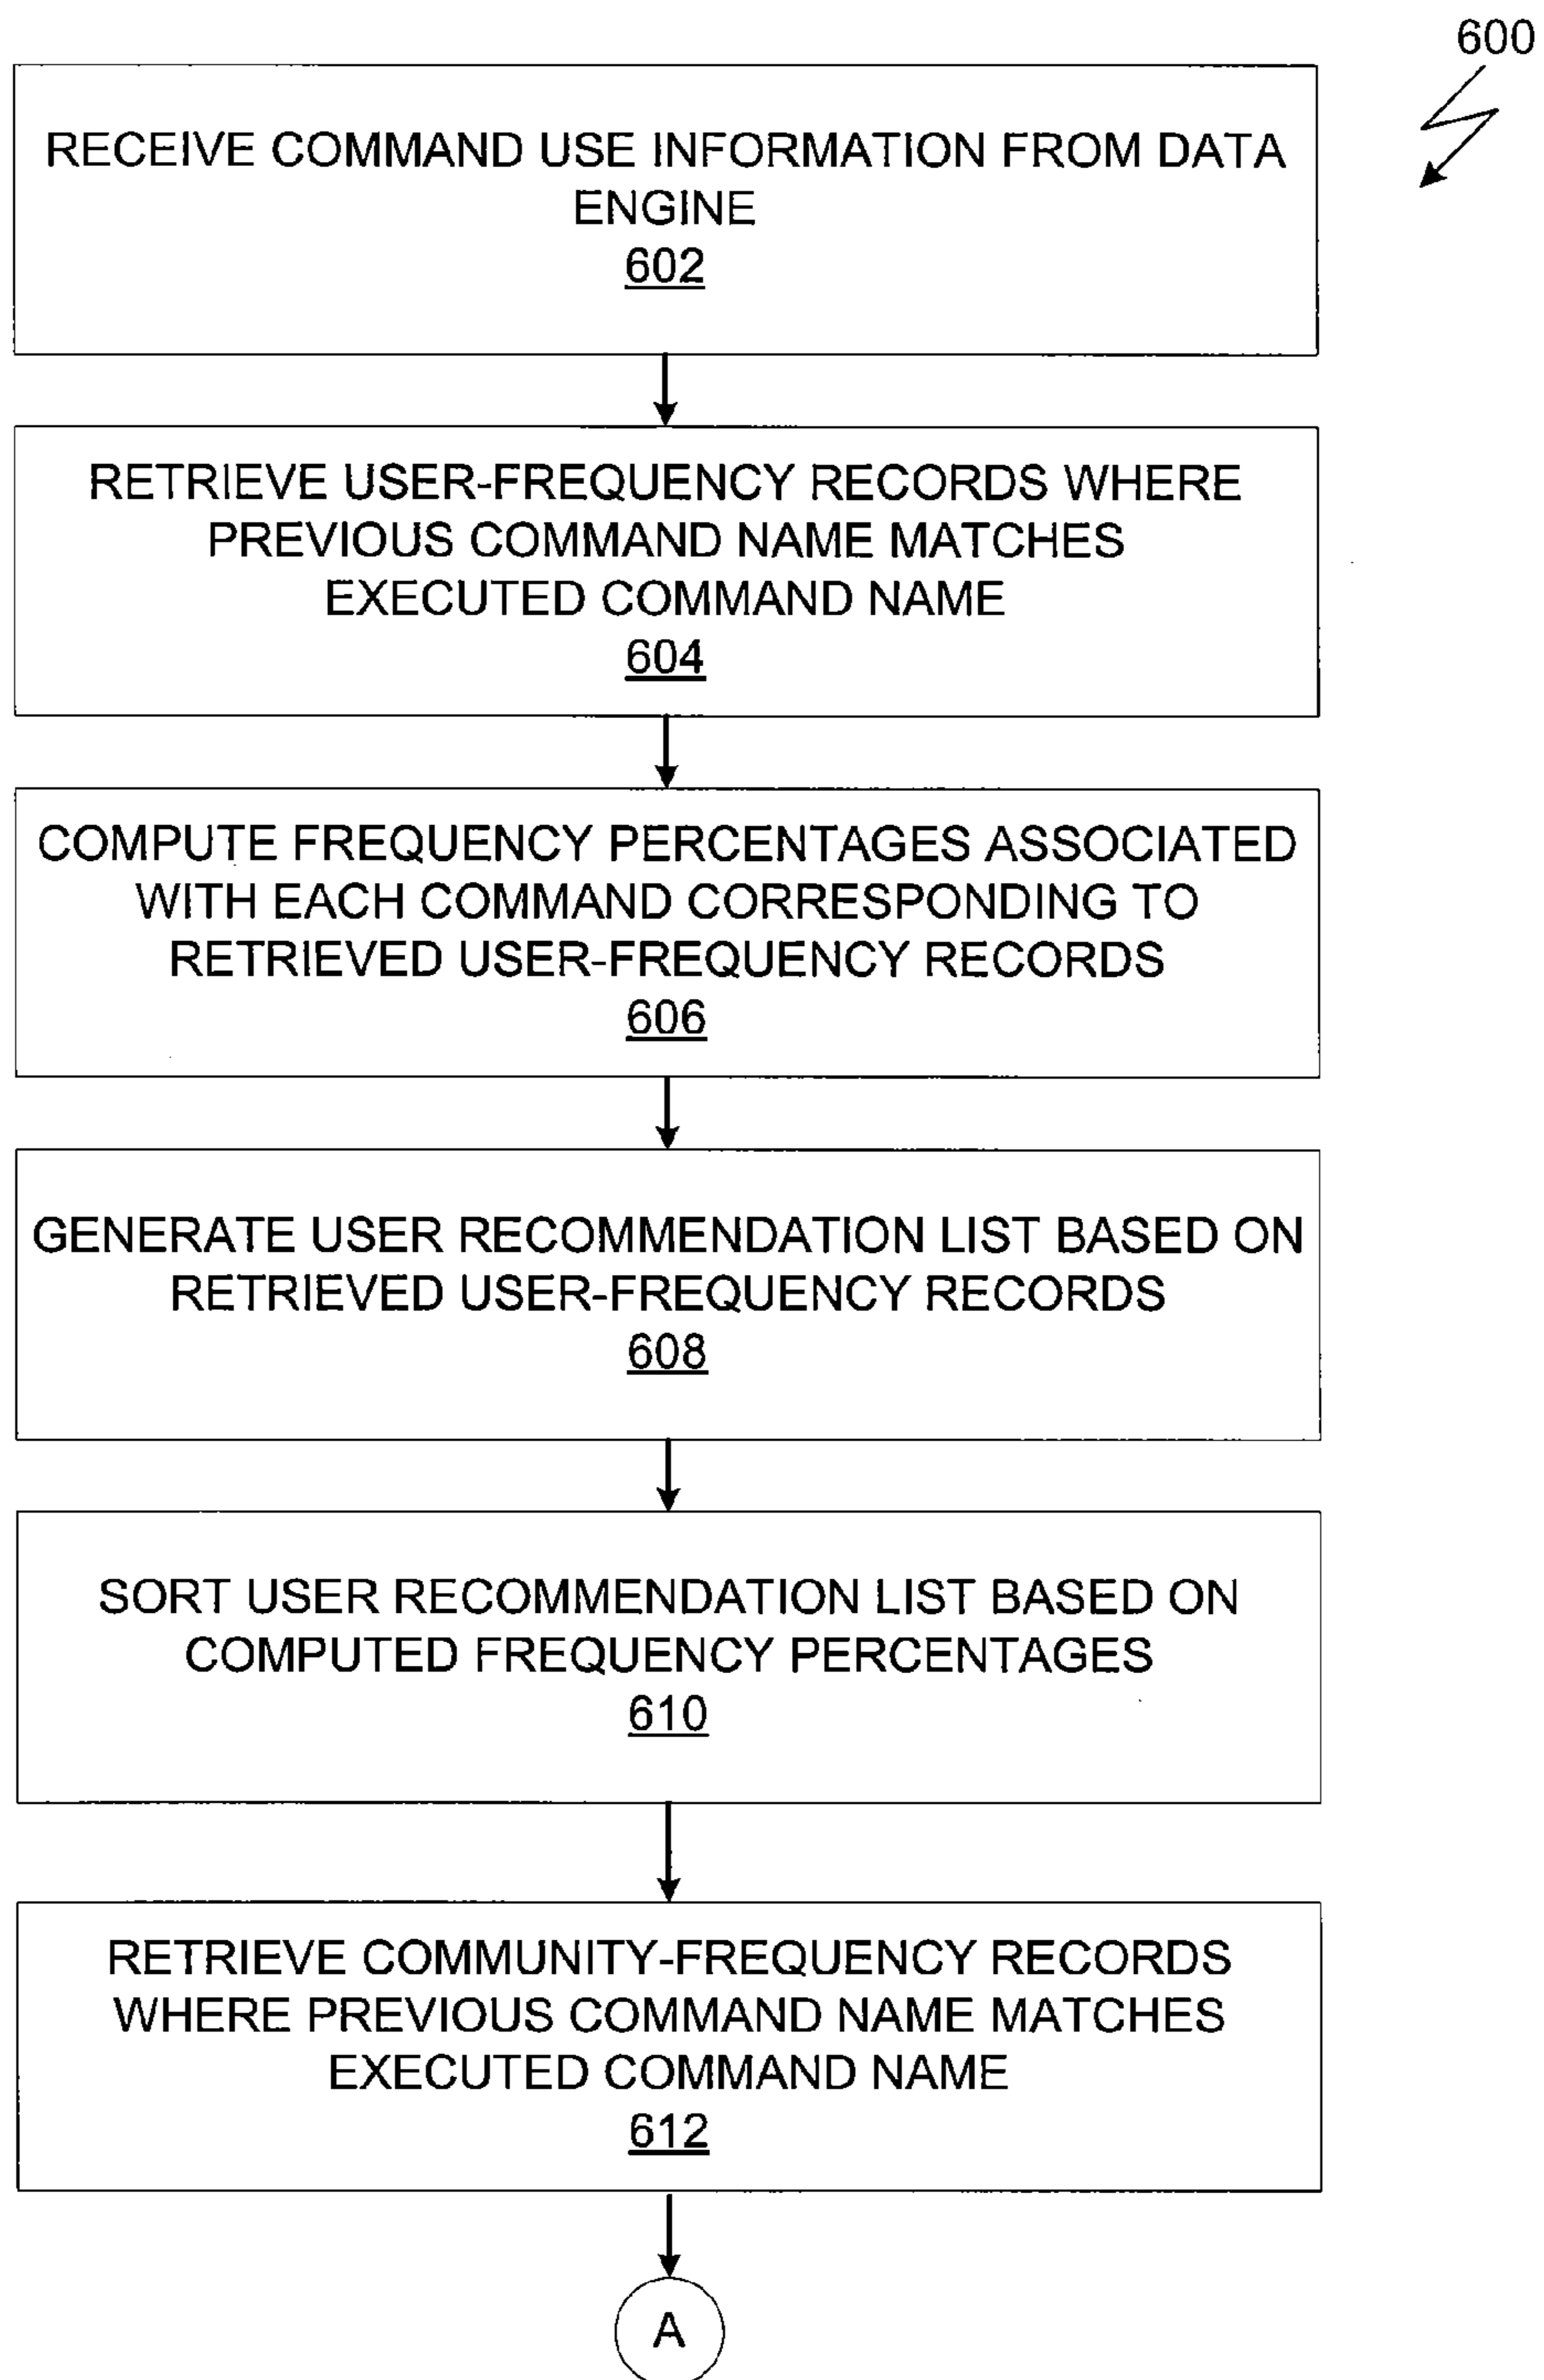 600
RECEIVE COMMAND USE INFORMATION FROM DATA
ENGINE
602
RETRIEVE USER-FREQUENCY RECORDS WHERE
PREVIOUS COMMAND NAME MATCHES
EXECUTED COMMAND NAME
604
COMPUTE FREQUENCY PERCENTAGES ASSOCIATED
WITH EACH COMMAND CORRESPONDING TO
RETRIEVED USER-FREQUENCY RECORDS
606
GENERATE USER RECOMMENDATION LIST BASED ON
RETRIEVED USER-FREQUENCY RECORDS
608
SORT USER RECOMMENDATION LIST BASED ON
COMPUTED FREQUENCY PERCENTAGES
610
RETRIEVE COMMUNITY-FREQUENCY RECORDS
WHERE PREVIOUS COMMAND NAME MATCHES
EXECUTED COMMAND NAME
612
A